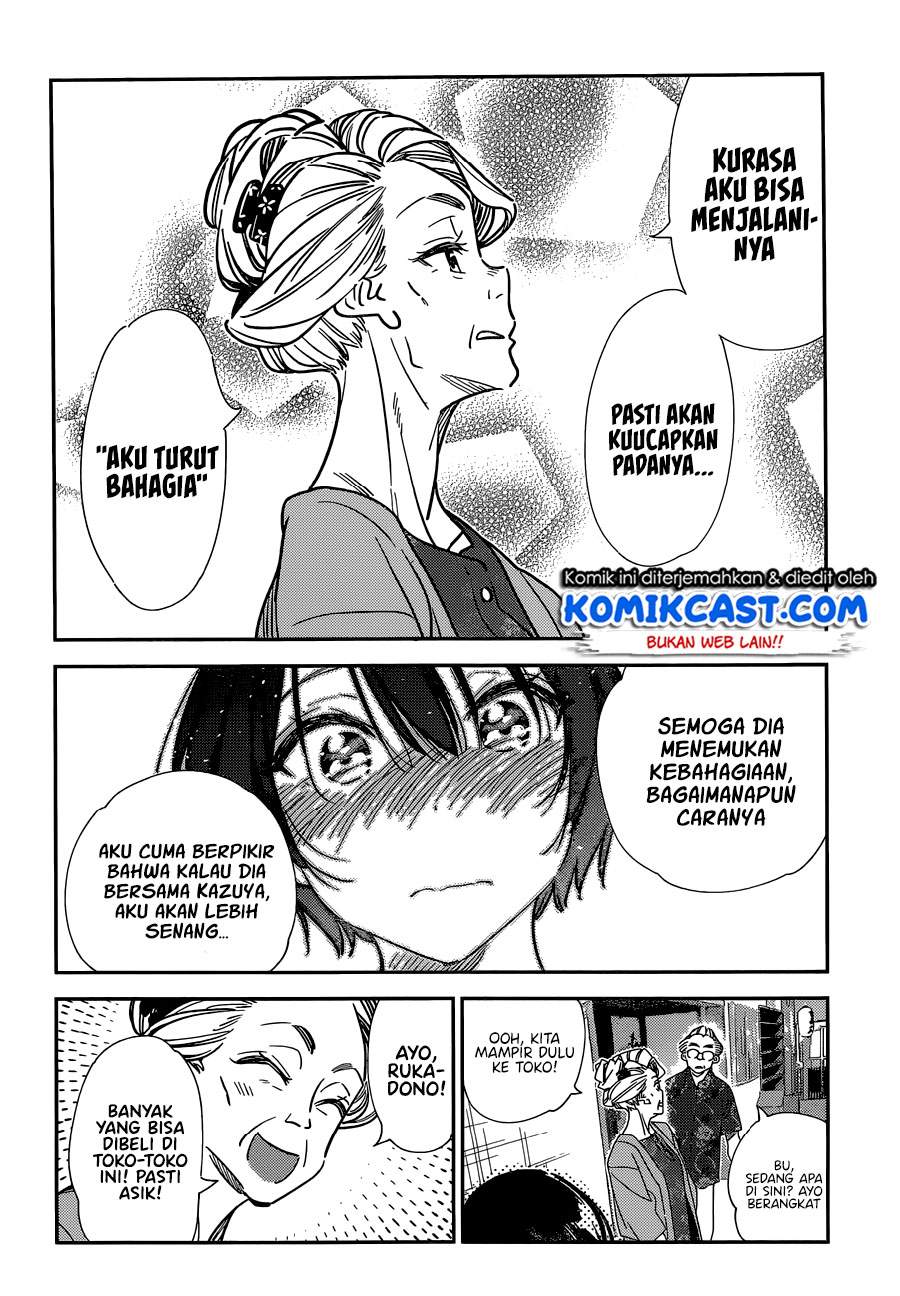 KURASA
AKU BISA
MENJALANI-
NYA
PASTI AKAN
KUUCAPKAN
PADANYA...
"AKU TURUT
BAHAGIA"
Komik ini diterjemahkan & diedit oleh
KOMIKCAST.COM
BUKAN WEB LAIN!!
SEMOGA DIA
MENEMUKAN
KEBAHAGIAAN,
BAGAIMANAPUN
CARANYA
AKU CUMA BERPIKIR
BAHWA KALAU DIA
BERSAMA KAZUYA,
AKU AKAN LEBIH
SENANG...
OOH, KITA
MAMPIR DULU
KE TOKO!
BU,
SEDANG APA
DI SINI? AYO
BERANGKAT
AYO,
RUKA-
DONO!
BANYAK
YANG BISA
DIBELI DI
TOKO-TOKO
INI! PASTI
ASIK!